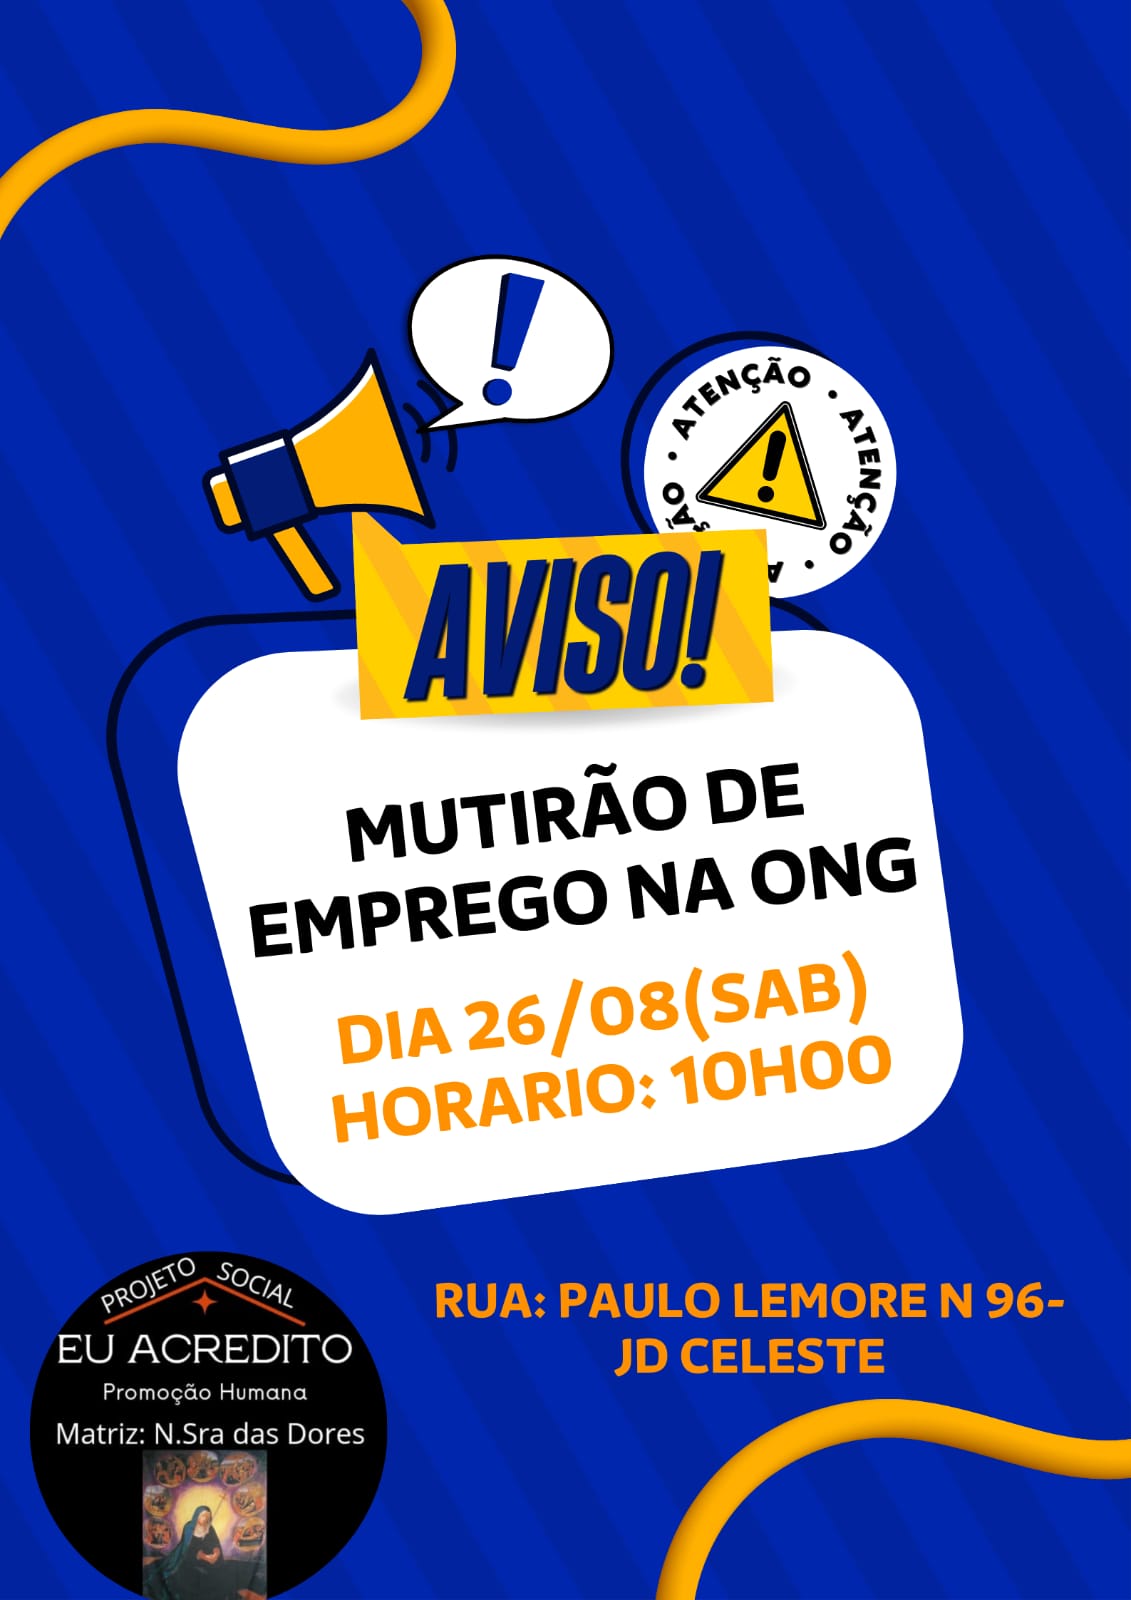 !
ATENÇÃO • ATENÇÃO •
AVISO!
MUTIRÃO DE
EMPREGO NA ONG
DIA 26/08(SAB)
HORARIO: 10H00
RUA: PAULO LEMORE N 96-
JD CELESTE
PROJETO SOCIAL
EU ACREDITO
Promoção Humana
Matriz: N.Sra das Dores